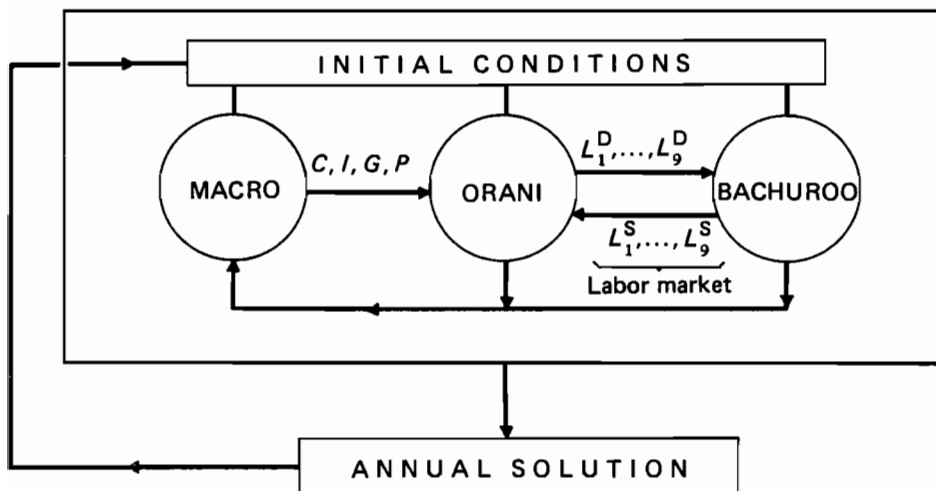 INITIAL CONDITIONS
MACRO
C, I, G, P
ORANI
L₁ᴰ,..., L₉ᴰ
BACHUROO
L₁ˢ,..., L₉ˢ
Labor market
ANNUAL SOLUTION